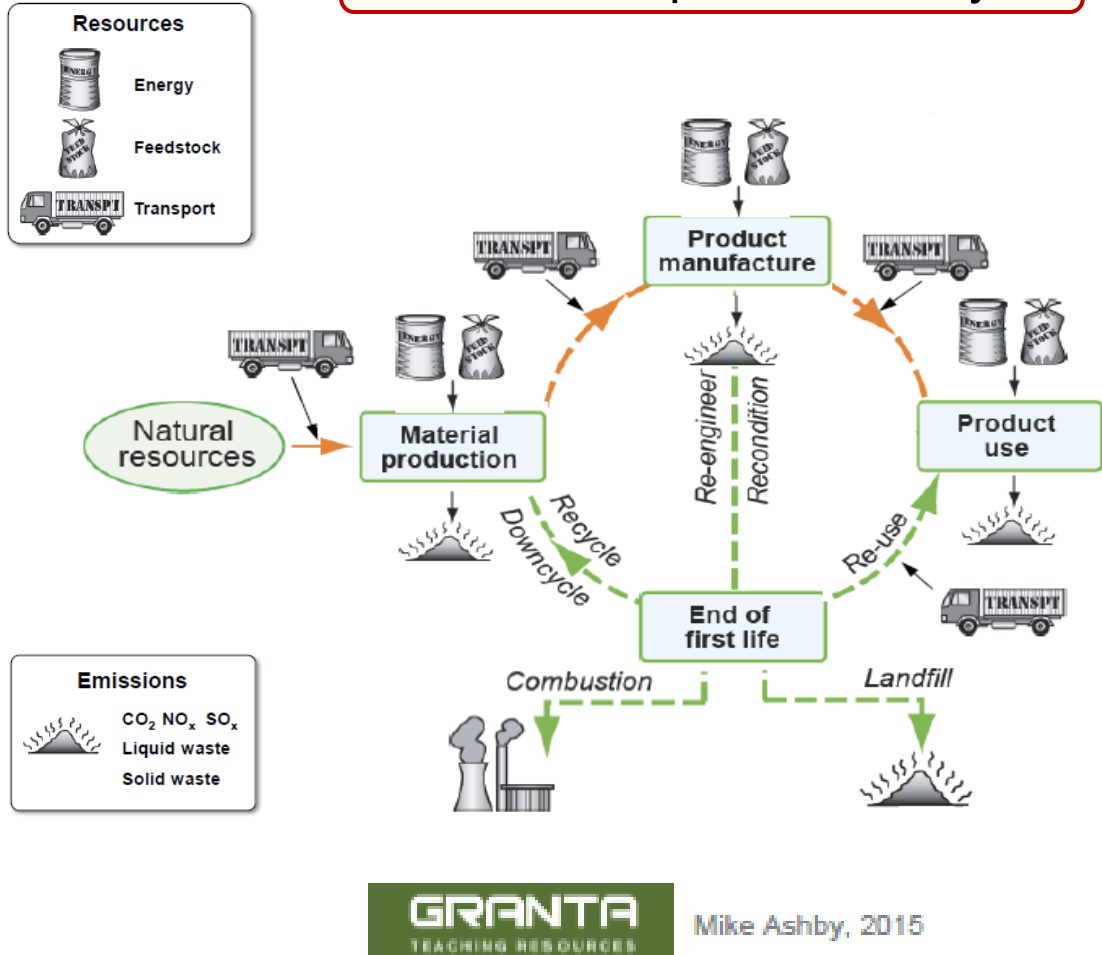 Resources
ENERGY
Energy
FEED STOCK
Feedstock
TRANSPT
Transport
ENERGY
FEED STOCK
Product
manufacture
TRANSPT
TRANSPT
ENERGY
FEED STOCK
TRANSPT
ENERGY
FEED STOCK
Natural
resources
Material
production
Product
use
Re-engineer
Recondition
Recycle
Downcycle
Re-use
TRANSPT
End of
first life
Combustion
Landfill
Emissions
CO₂ NOₓ SOₓ
Liquid waste
Solid waste
GRANTA
TEACHING RESOURCES
Mike Ashby, 2015